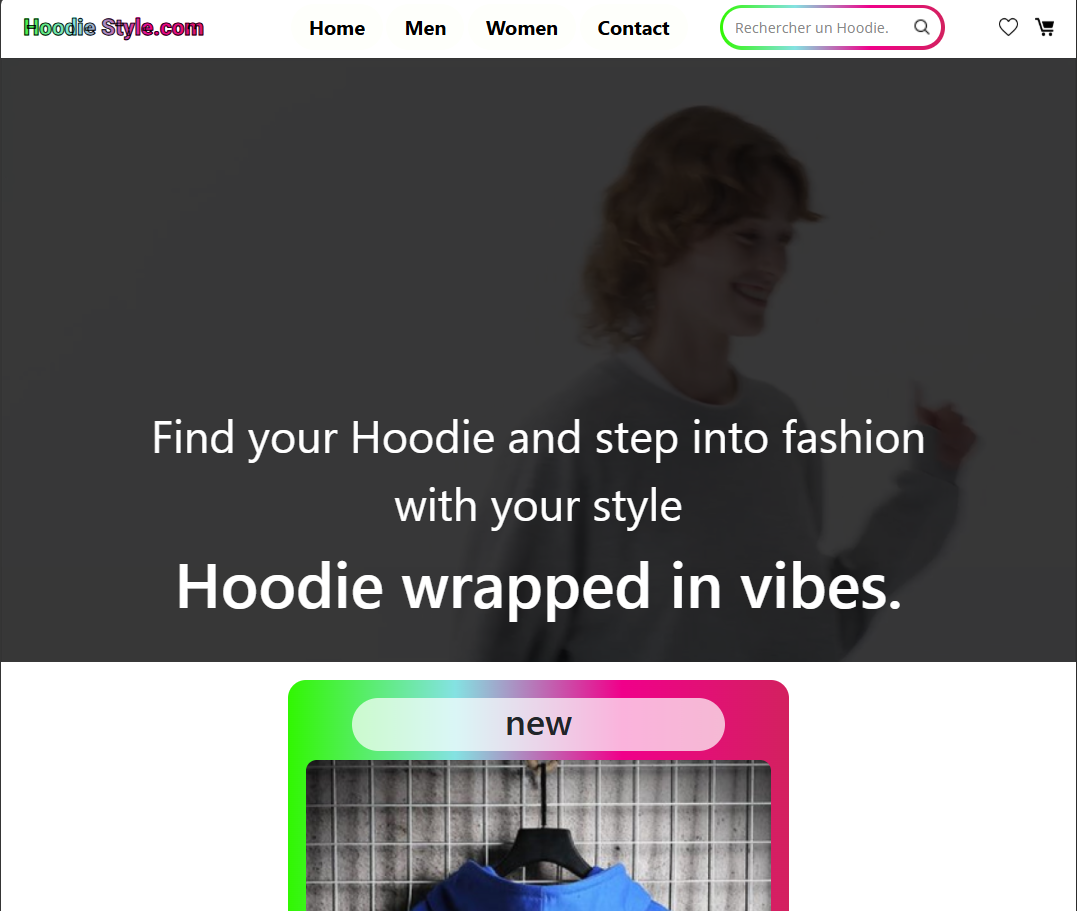 Hoodie Style.com
Home Men Women Contact
Rechercher un Hoodie.
Find your Hoodie and step into fashion
with your style
Hoodie wrapped in vibes.
new